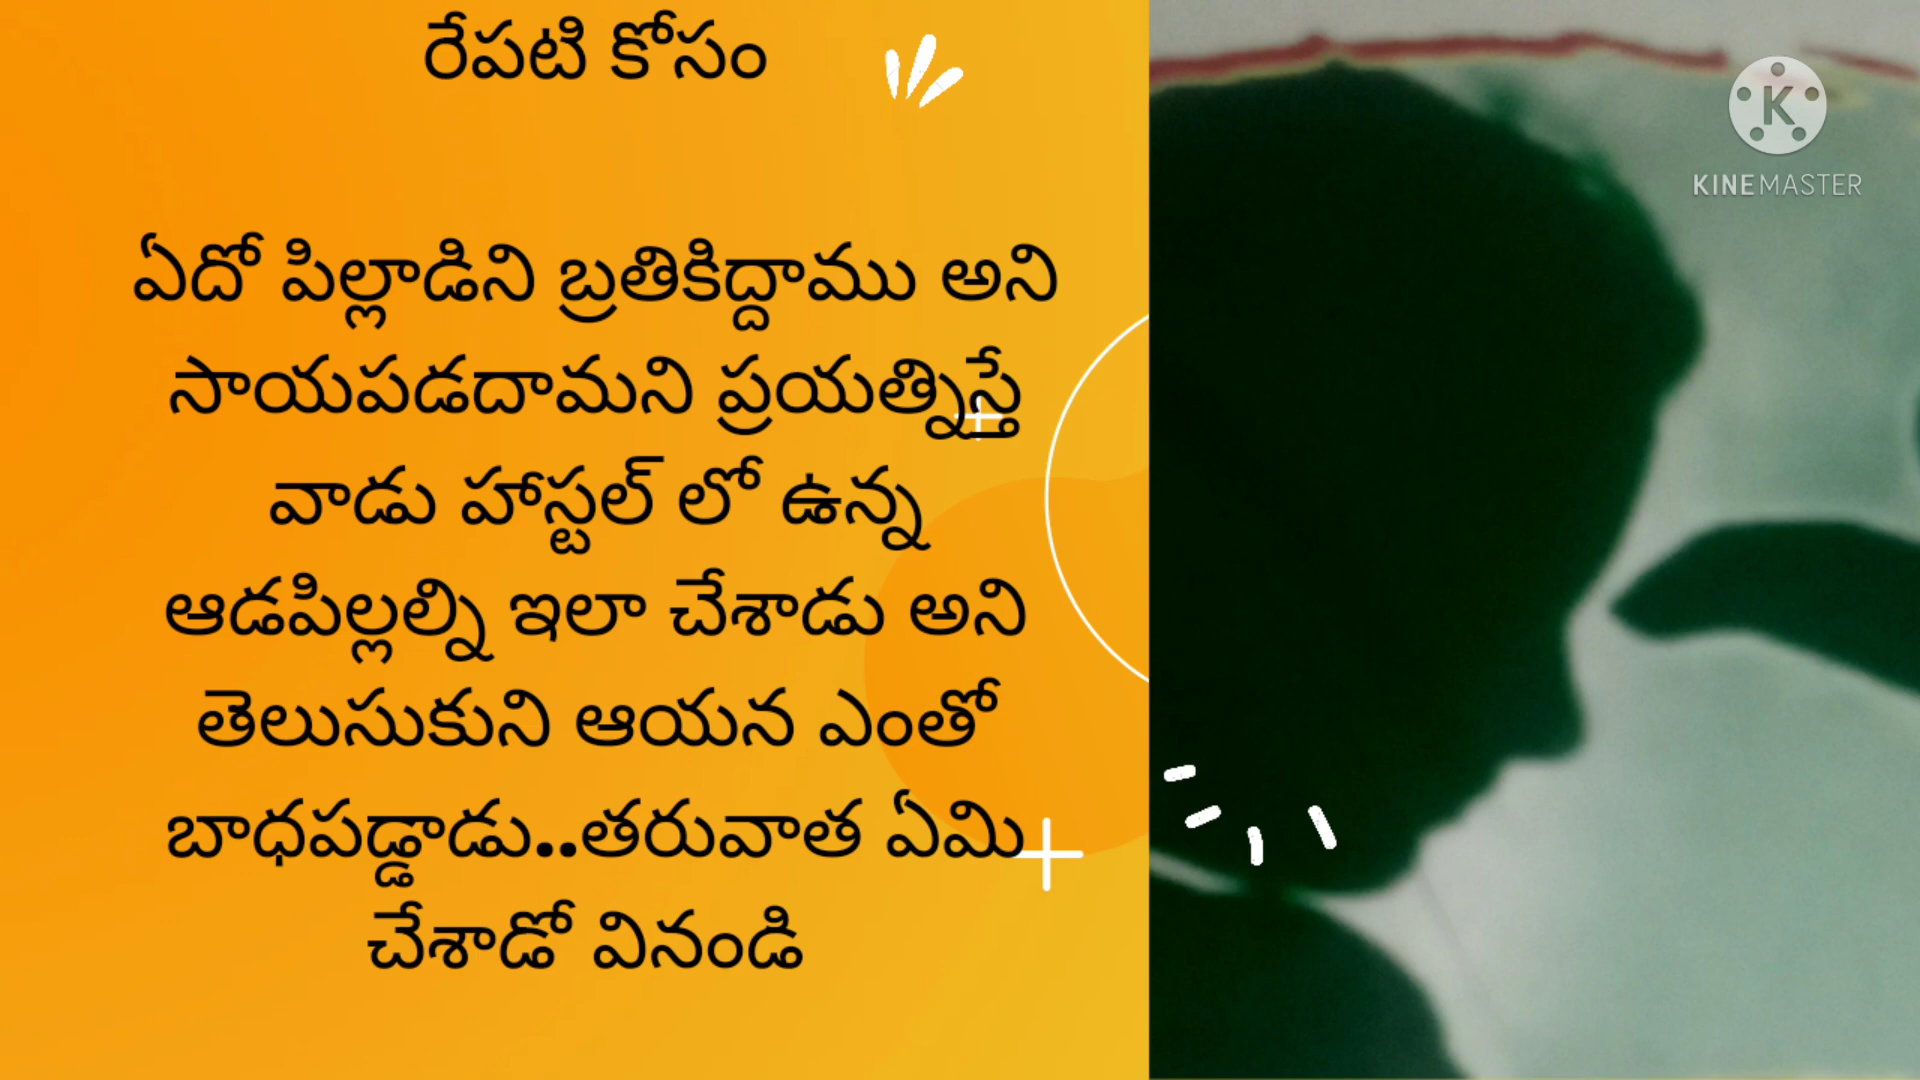 రేపటి కోసం
ఏదో పిల్లాడిని బ్రతికిద్దాము అని
సాయపడదామని ప్రయత్నిస్తే
వాడు హాస్టల్ లో ఉన్న
ఆడపిల్లల్ని ఇలా చేశాడు అని
తెలుసుకుని ఆయన ఎంతో
బాధపడ్డాడు..తరువాత ఏమి
చేశాడో వినండి
K
KINEMASTER